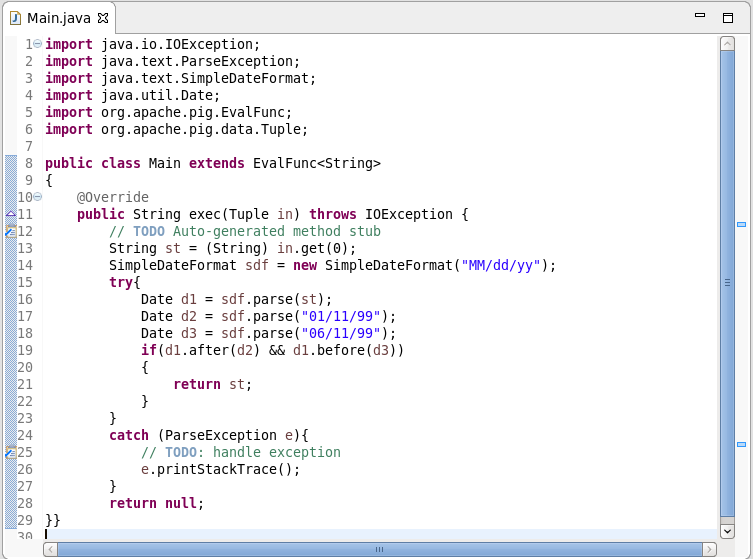 Main.java
1 import java.io.IOException;
2 import java.text.ParseException;
3 import java.text.SimpleDateFormat;
4 import java.util.Date;
5 import org.apache.pig.EvalFunc;
6 import org.apache.pig.data.Tuple;
7
8 public class Main extends EvalFunc<String>
9 {
10     @Override
11     public String exec(Tuple in) throws IOException {
12         // TODO Auto-generated method stub
13         String st = (String) in.get(0);
14         SimpleDateFormat sdf = new SimpleDateFormat("MM/dd/yy");
15         try{
16             Date d1 = sdf.parse(st);
17             Date d2 = sdf.parse("01/11/99");
18             Date d3 = sdf.parse("06/11/99");
19             if(d1.after(d2) && d1.before(d3))
20             {
21                 return st;
22             }
23         }
24         catch (ParseException e){
25             // TODO: handle exception
26             e.printStackTrace();
27         }
28         return null;
29 }}
30